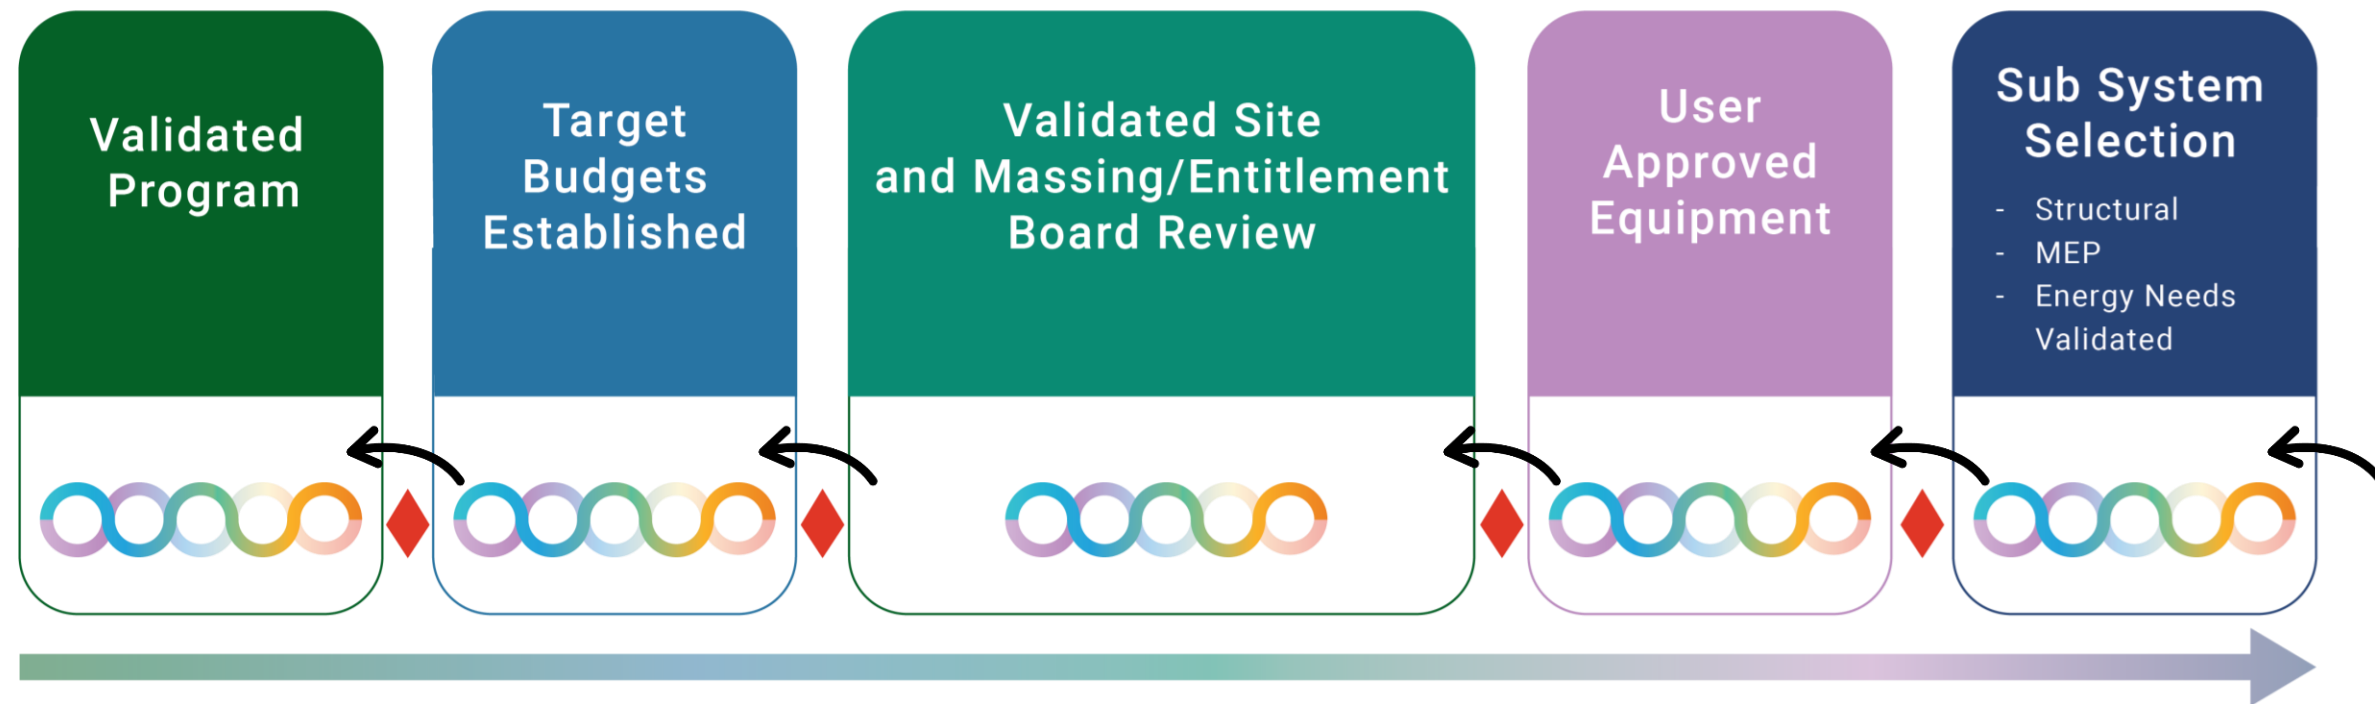 Validated
Program
Target
Budgets
Established
Validated Site
and Massing/Entitlement
Board Review
User
Approved
Equipment
Sub System
Selection
- Structural
- MEP
- Energy Needs
Validated